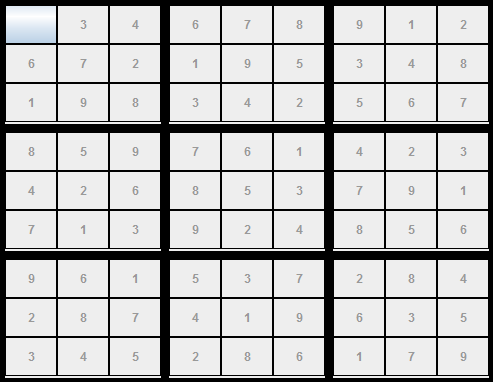 3 4 6 7 8 9 1 2
6 7 2 1 9 5 3 4 8
1 9 8 3 4 2 5 6 7
8 5 9 7 6 1 4 2 3
4 2 6 8 5 3 7 9 1
7 1 3 9 2 4 8 5 6
9 6 1 5 3 7 2 8 4
2 8 7 4 1 9 6 3 5
3 4 5 2 8 6 1 7 9